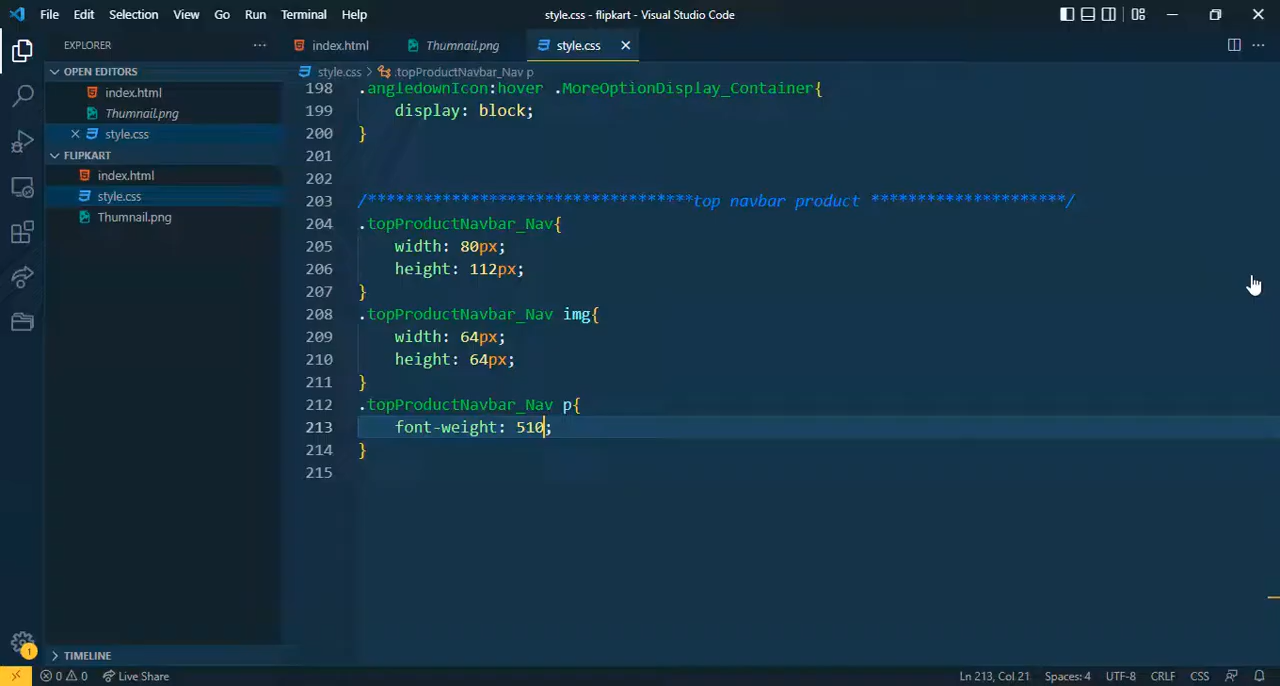 File Edit Selection View Go Run Terminal Help style.css - flipkart - Visual Studio Code
EXPLORER ...
index.html Thumnail.png style.css
OPEN EDITORS
index.html
Thumnail.png
style.css
FLIPKART
index.html
style.css
Thumnail.png
style.css > .topProductNavbar_Nav p
198 .angledownIcon:hover .MoreOptionDisplay_Container{
199 display: block;
200 }
201
202
203 /***********************************top navbar product *********************/
204 .topProductNavbar_Nav{
205 width: 80px;
206 height: 112px;
207 }
208 .topProductNavbar_Nav img{
209 width: 64px;
210 height: 64px;
211 }
212 .topProductNavbar_Nav p{
213 font-weight: 510;
214 }
215
TIMELINE
1
0 0 Live Share Ln 213, Col 21 Spaces: 4 UTF-8 CRLF CSS